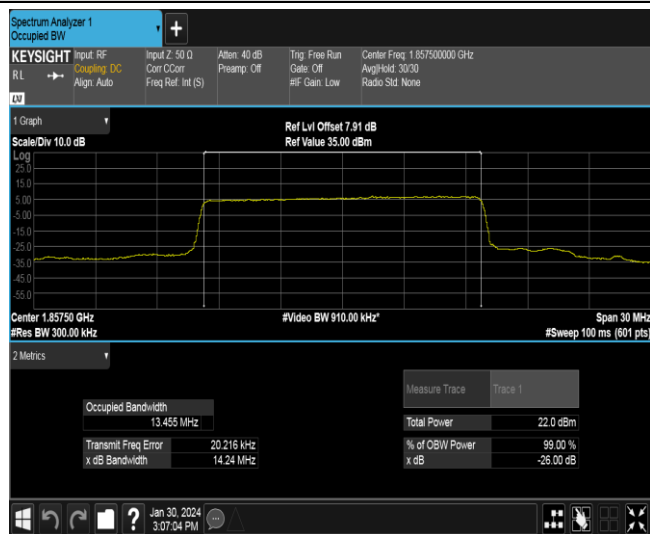 Spectrum Analyzer 1
Occupied BW
+
KEYSIGHT
RL
Input: RF
Coupling: DC
Align: Auto
Input Z: 50 Ω
Corr CCorr
Freq Ref: Int (S)
Atten: 40 dB
Preamp: Off
Trig: Free Run
Gate: Off
#IF Gain: Low
Center Freq: 1.857500000 GHz
Avg|Hold: 30/30
Radio Std: None
LXI
1 Graph
Scale/Div 10.0 dB
Ref Lvl Offset 7.91 dB
Ref Value 35.00 dBm
Log
25.0
15.0
5.00
-5.00
-15.0
-25.0
-35.0
-45.0
-55.0
Center 1.85750 GHz
#Res BW 300.00 kHz
#Video BW 910.00 kHz*
Span 30 MHz
#Sweep 100 ms (601 pts)
2 Metrics
Measure Trace
Trace 1
Occupied Bandwidth
13.455 MHz
Total Power
22.0 dBm
Transmit Freq Error
20.216 kHz
% of OBW Power
99.00 %
x dB Bandwidth
14.24 MHz
x dB
-26.00 dB
?
Jan 30, 2024
3:07:04 PM